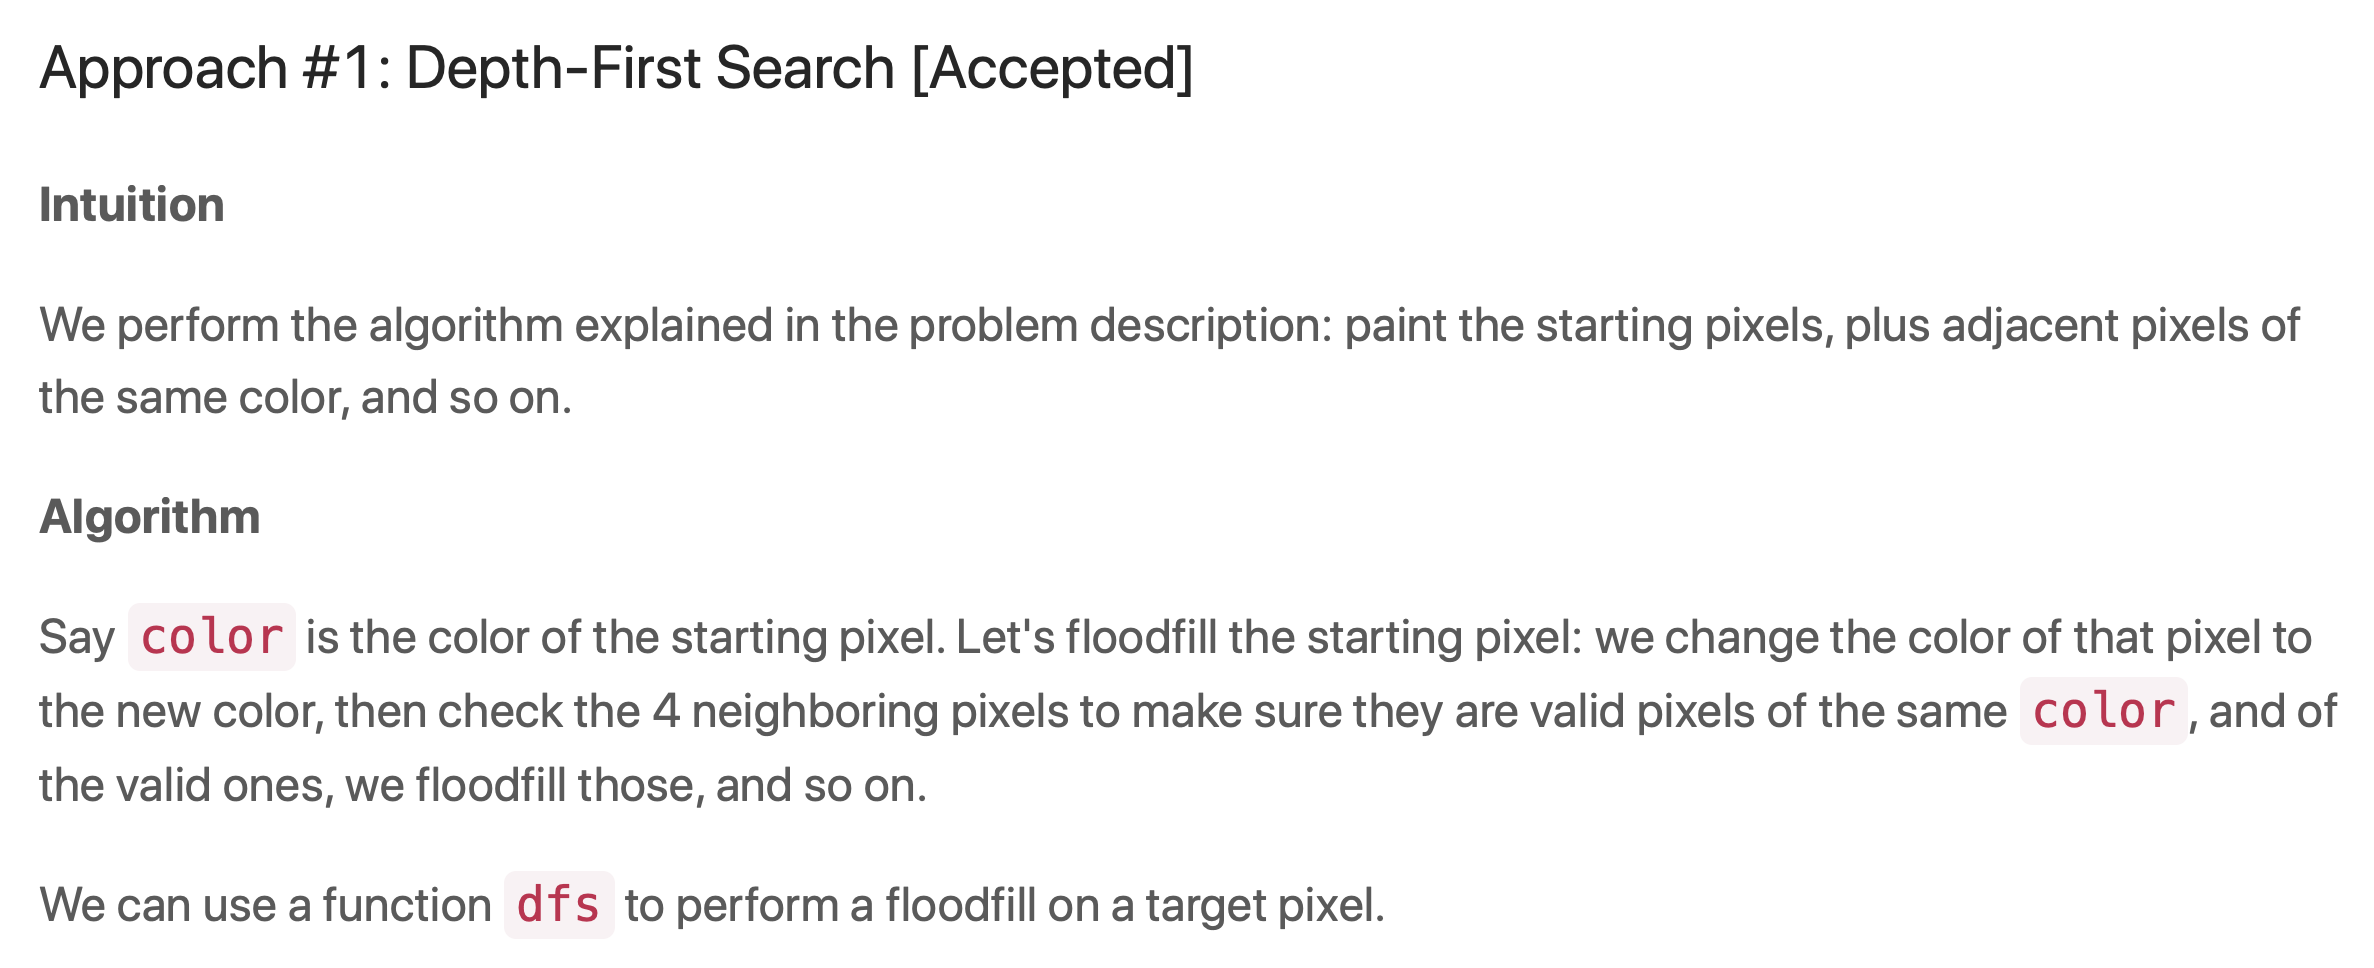 Approach #1: Depth-First Search [Accepted]
Intuition
We perform the algorithm explained in the problem description: paint the starting pixels, plus adjacent pixels of
the same color, and so on.
Algorithm
Say color is the color of the starting pixel. Let's floodfill the starting pixel: we change the color of that pixel to
the new color, then check the 4 neighboring pixels to make sure they are valid pixels of the same color, and of
the valid ones, we floodfill those, and so on.
We can use a function dfs to perform a floodfill on a target pixel.